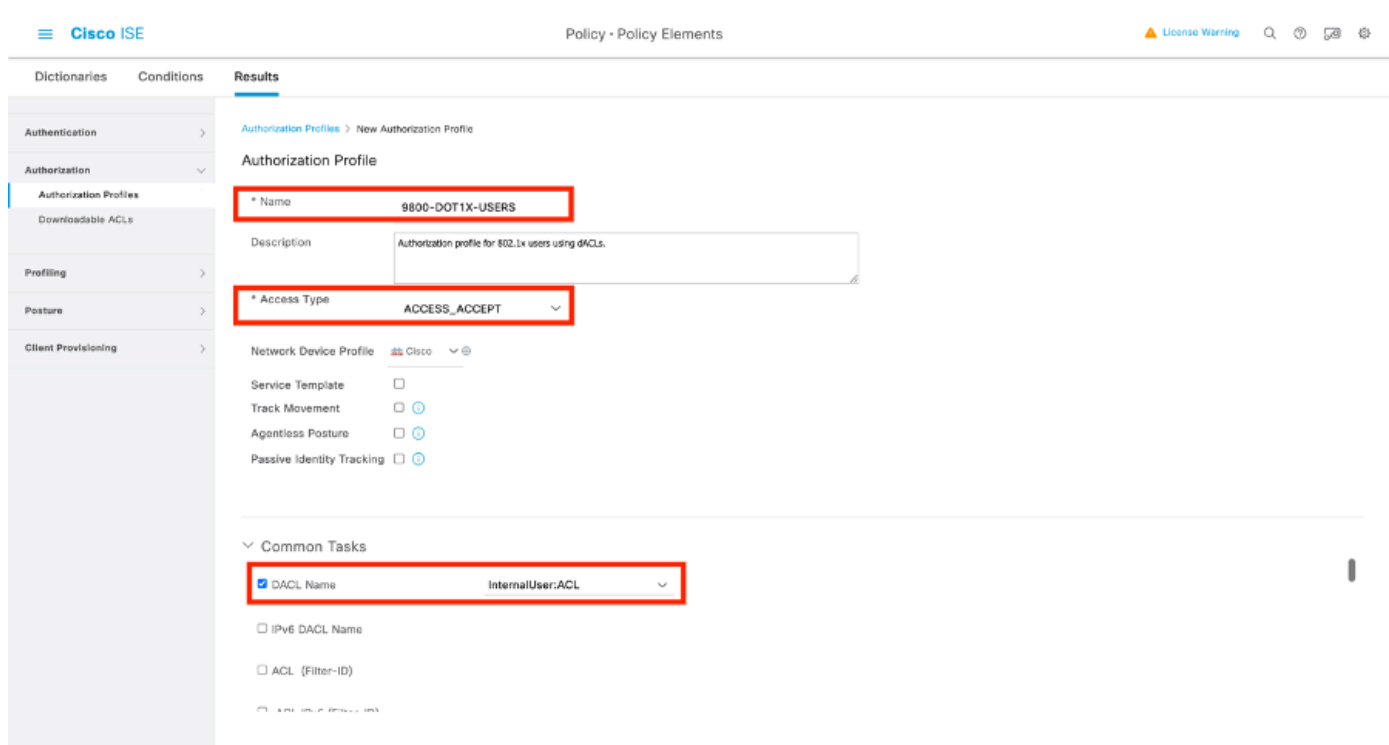 Cisco ISE
Policy · Policy Elements
License Warning
Dictionaries Conditions Results
Authentication
Authorization
Authorization Profiles
Downloadable ACLs
Profiling
Posture
Client Provisioning
Authorization Profiles > New Authorization Profile
Authorization Profile
* Name 9800-DOT1X-USERS
Description Authorization profile for 802.1x users using dACLs.
* Access Type ACCESS_ACCEPT
Network Device Profile Cisco
Service Template
Track Movement
Agentless Posture
Passive Identity Tracking
Common Tasks
DACL Name InternalUser:ACL
IPv6 DACL Name
ACL (Filter-ID)